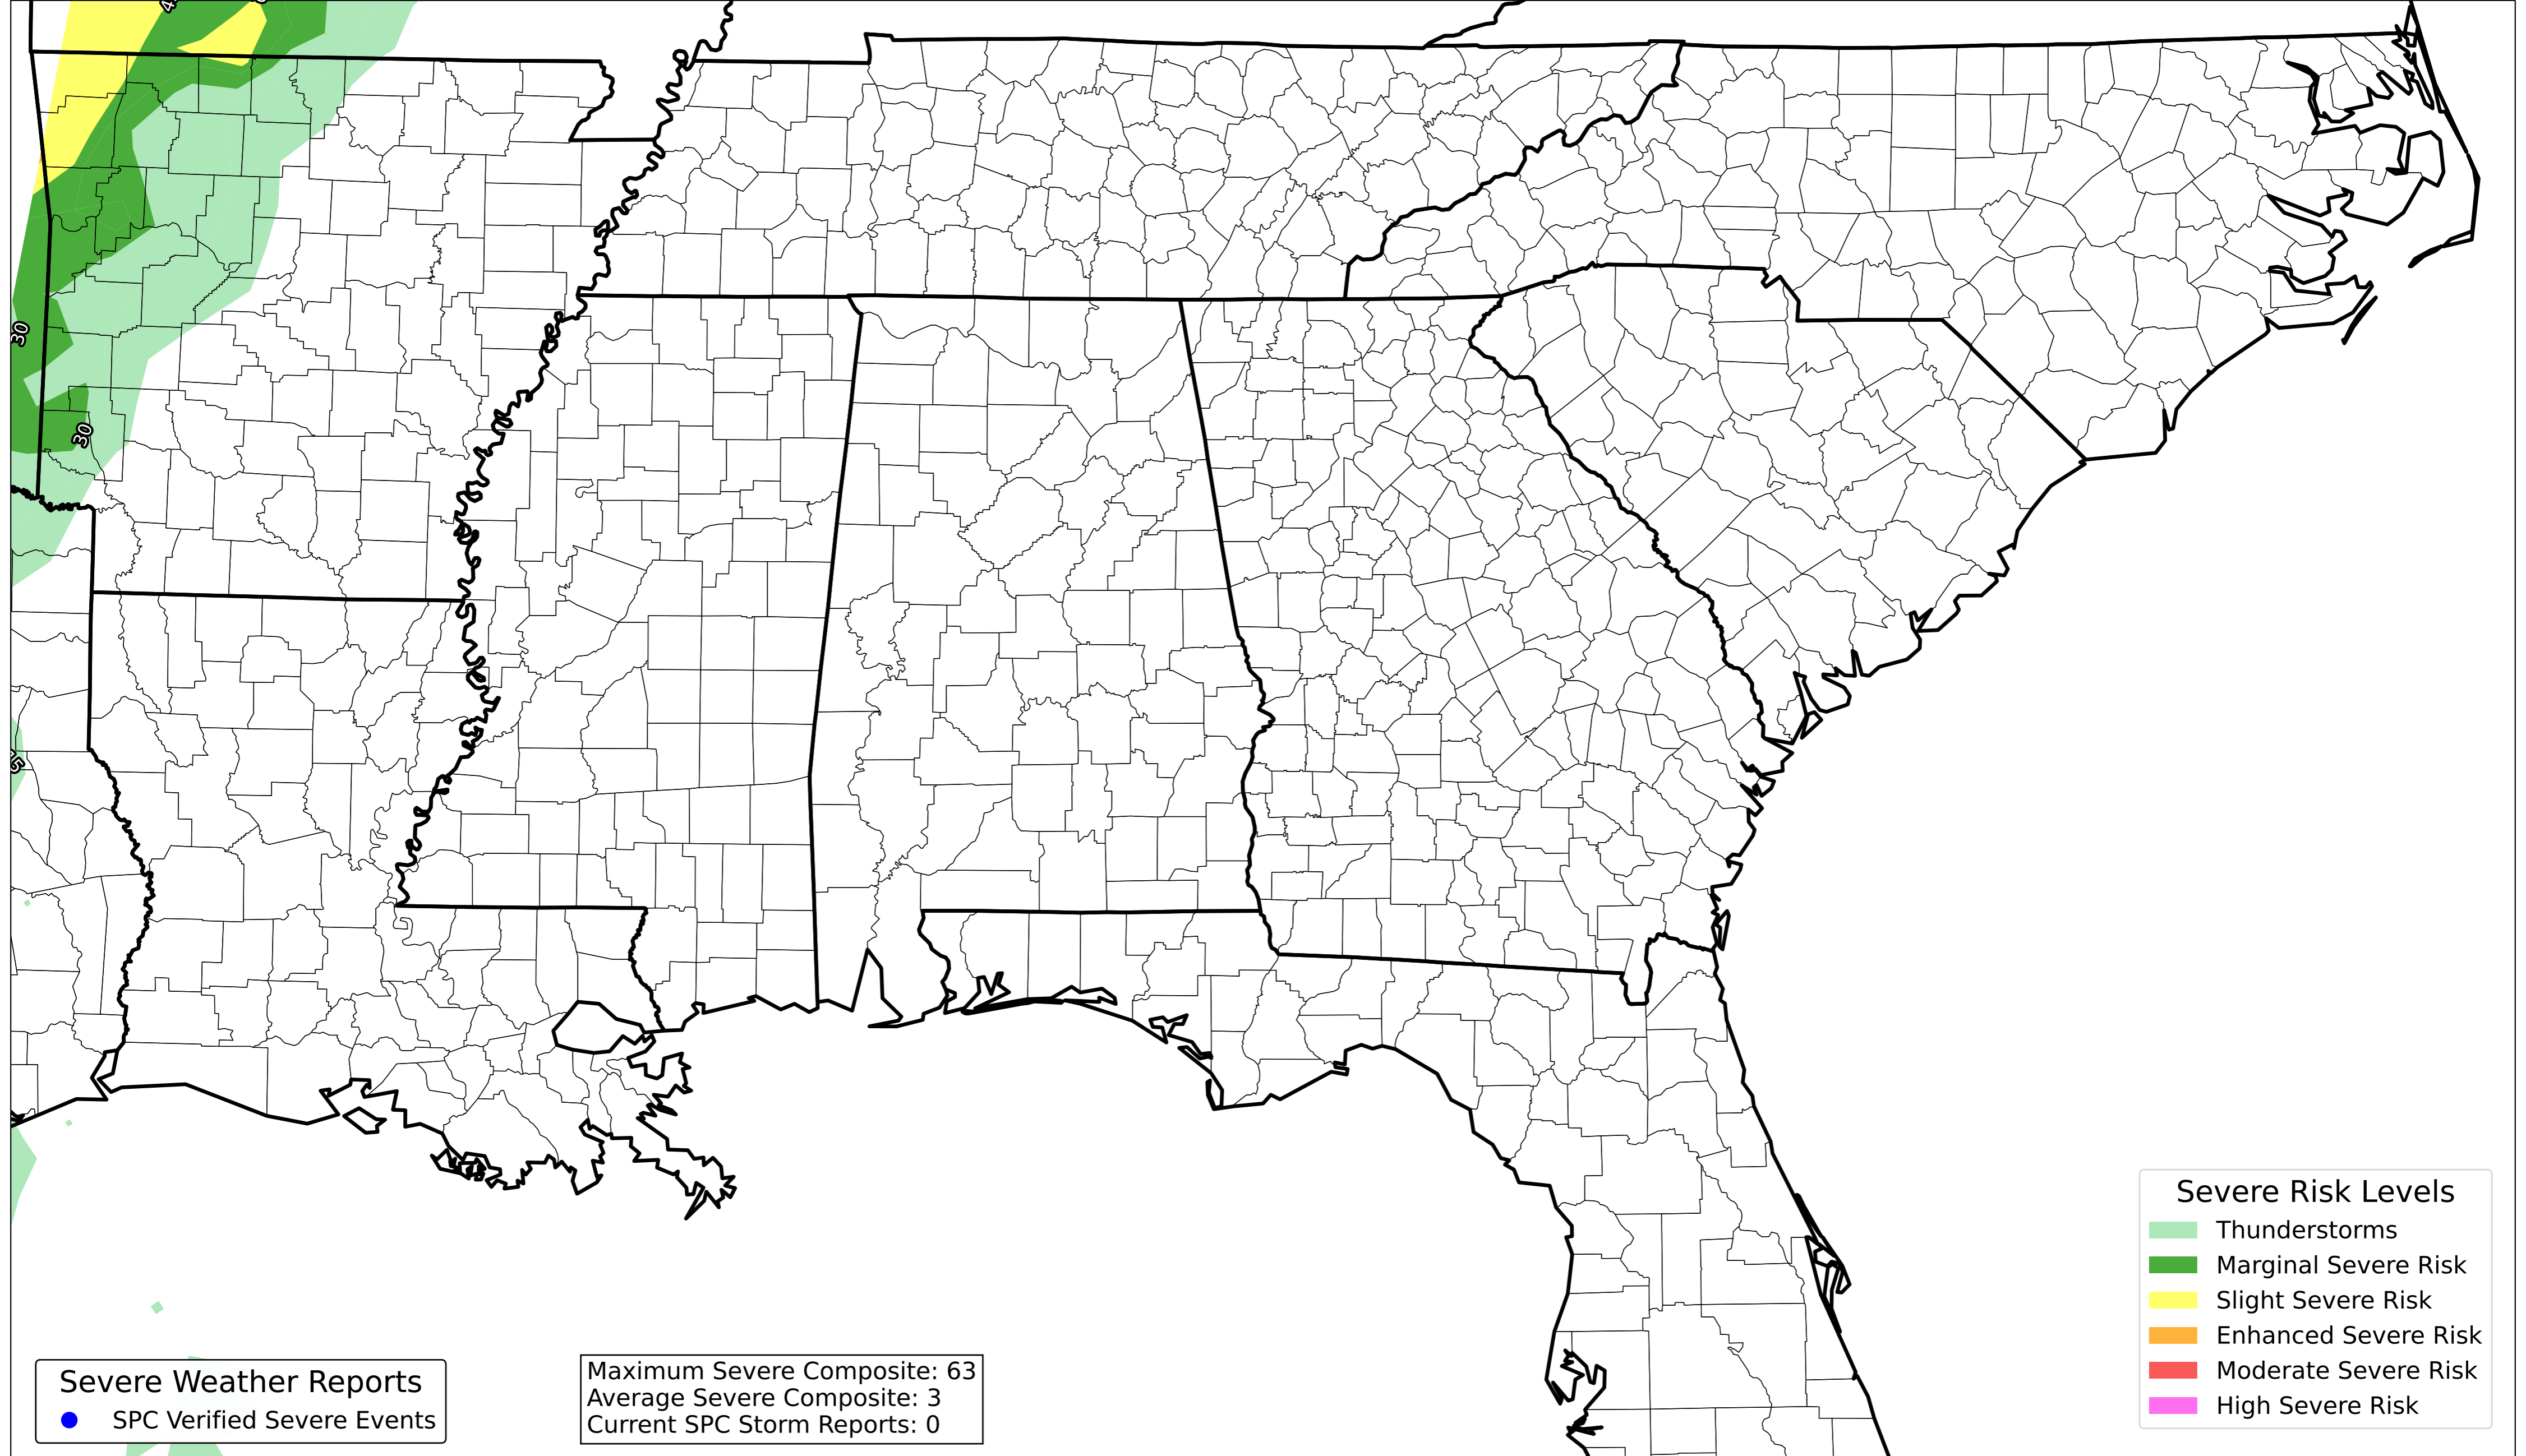 30
30
Severe Weather Reports
SPC Verified Severe Events
Maximum Severe Composite: 63
Average Severe Composite: 3
Current SPC Storm Reports: 0
Severe Risk Levels
Thunderstorms
Marginal Severe Risk
Slight Severe Risk
Enhanced Severe Risk
Moderate Severe Risk
High Severe Risk